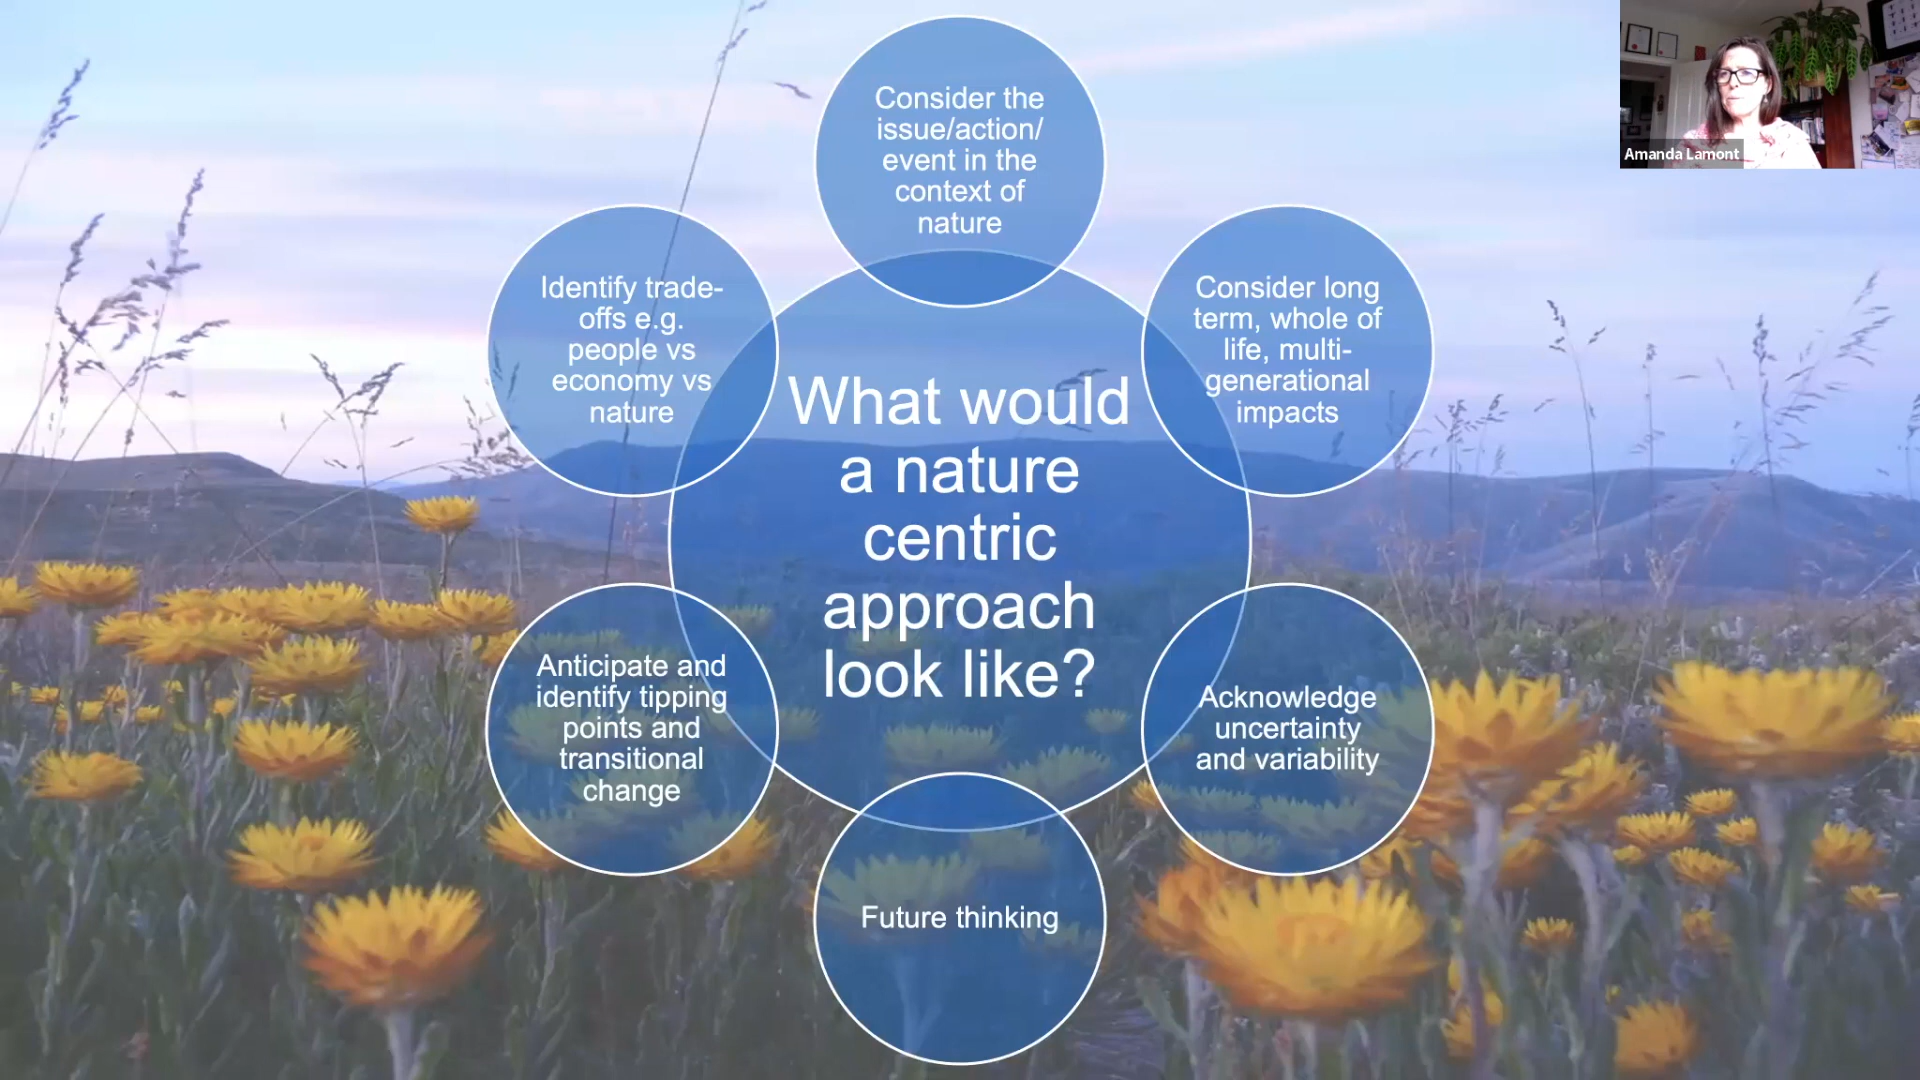 Consider the
issue/action/
event in the
context of
nature
Amanda Lamont
Identify trade-
offs e.g.
people vs
economy vs
nature
Consider long
term, whole of
life, multi-
generational
impacts
What would
a nature
centric
approach
look like?
Anticipate and
identify tipping
points and
transitional
change
Acknowledge
uncertainty
and variability
Future thinking